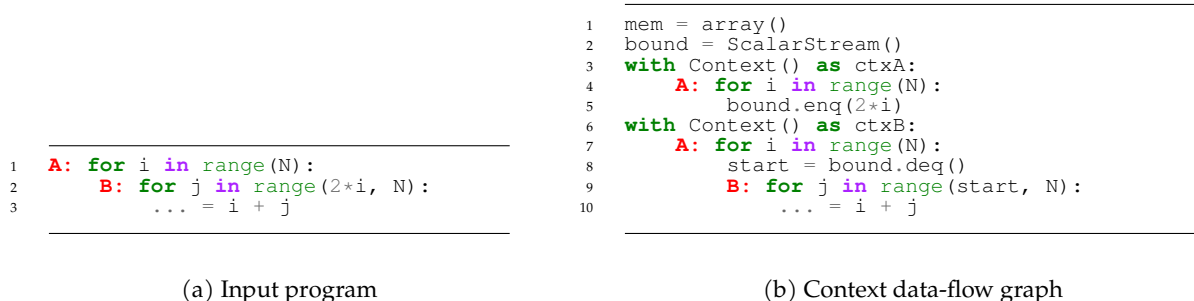 1 A: for i in range(N):
2     B: for j in range(2*i, N):
3         ... = i + j
(a) Input program
1 mem = array()
2 bound = ScalarStream()
3 with Context() as ctxA:
4     A: for i in range(N):
5         bound.enq(2*i)
6 with Context() as ctxB:
7     A: for i in range(N):
8         start = bound.deq()
9         B: for j in range(start, N):
10             ... = i + j
(b) Context data-flow graph